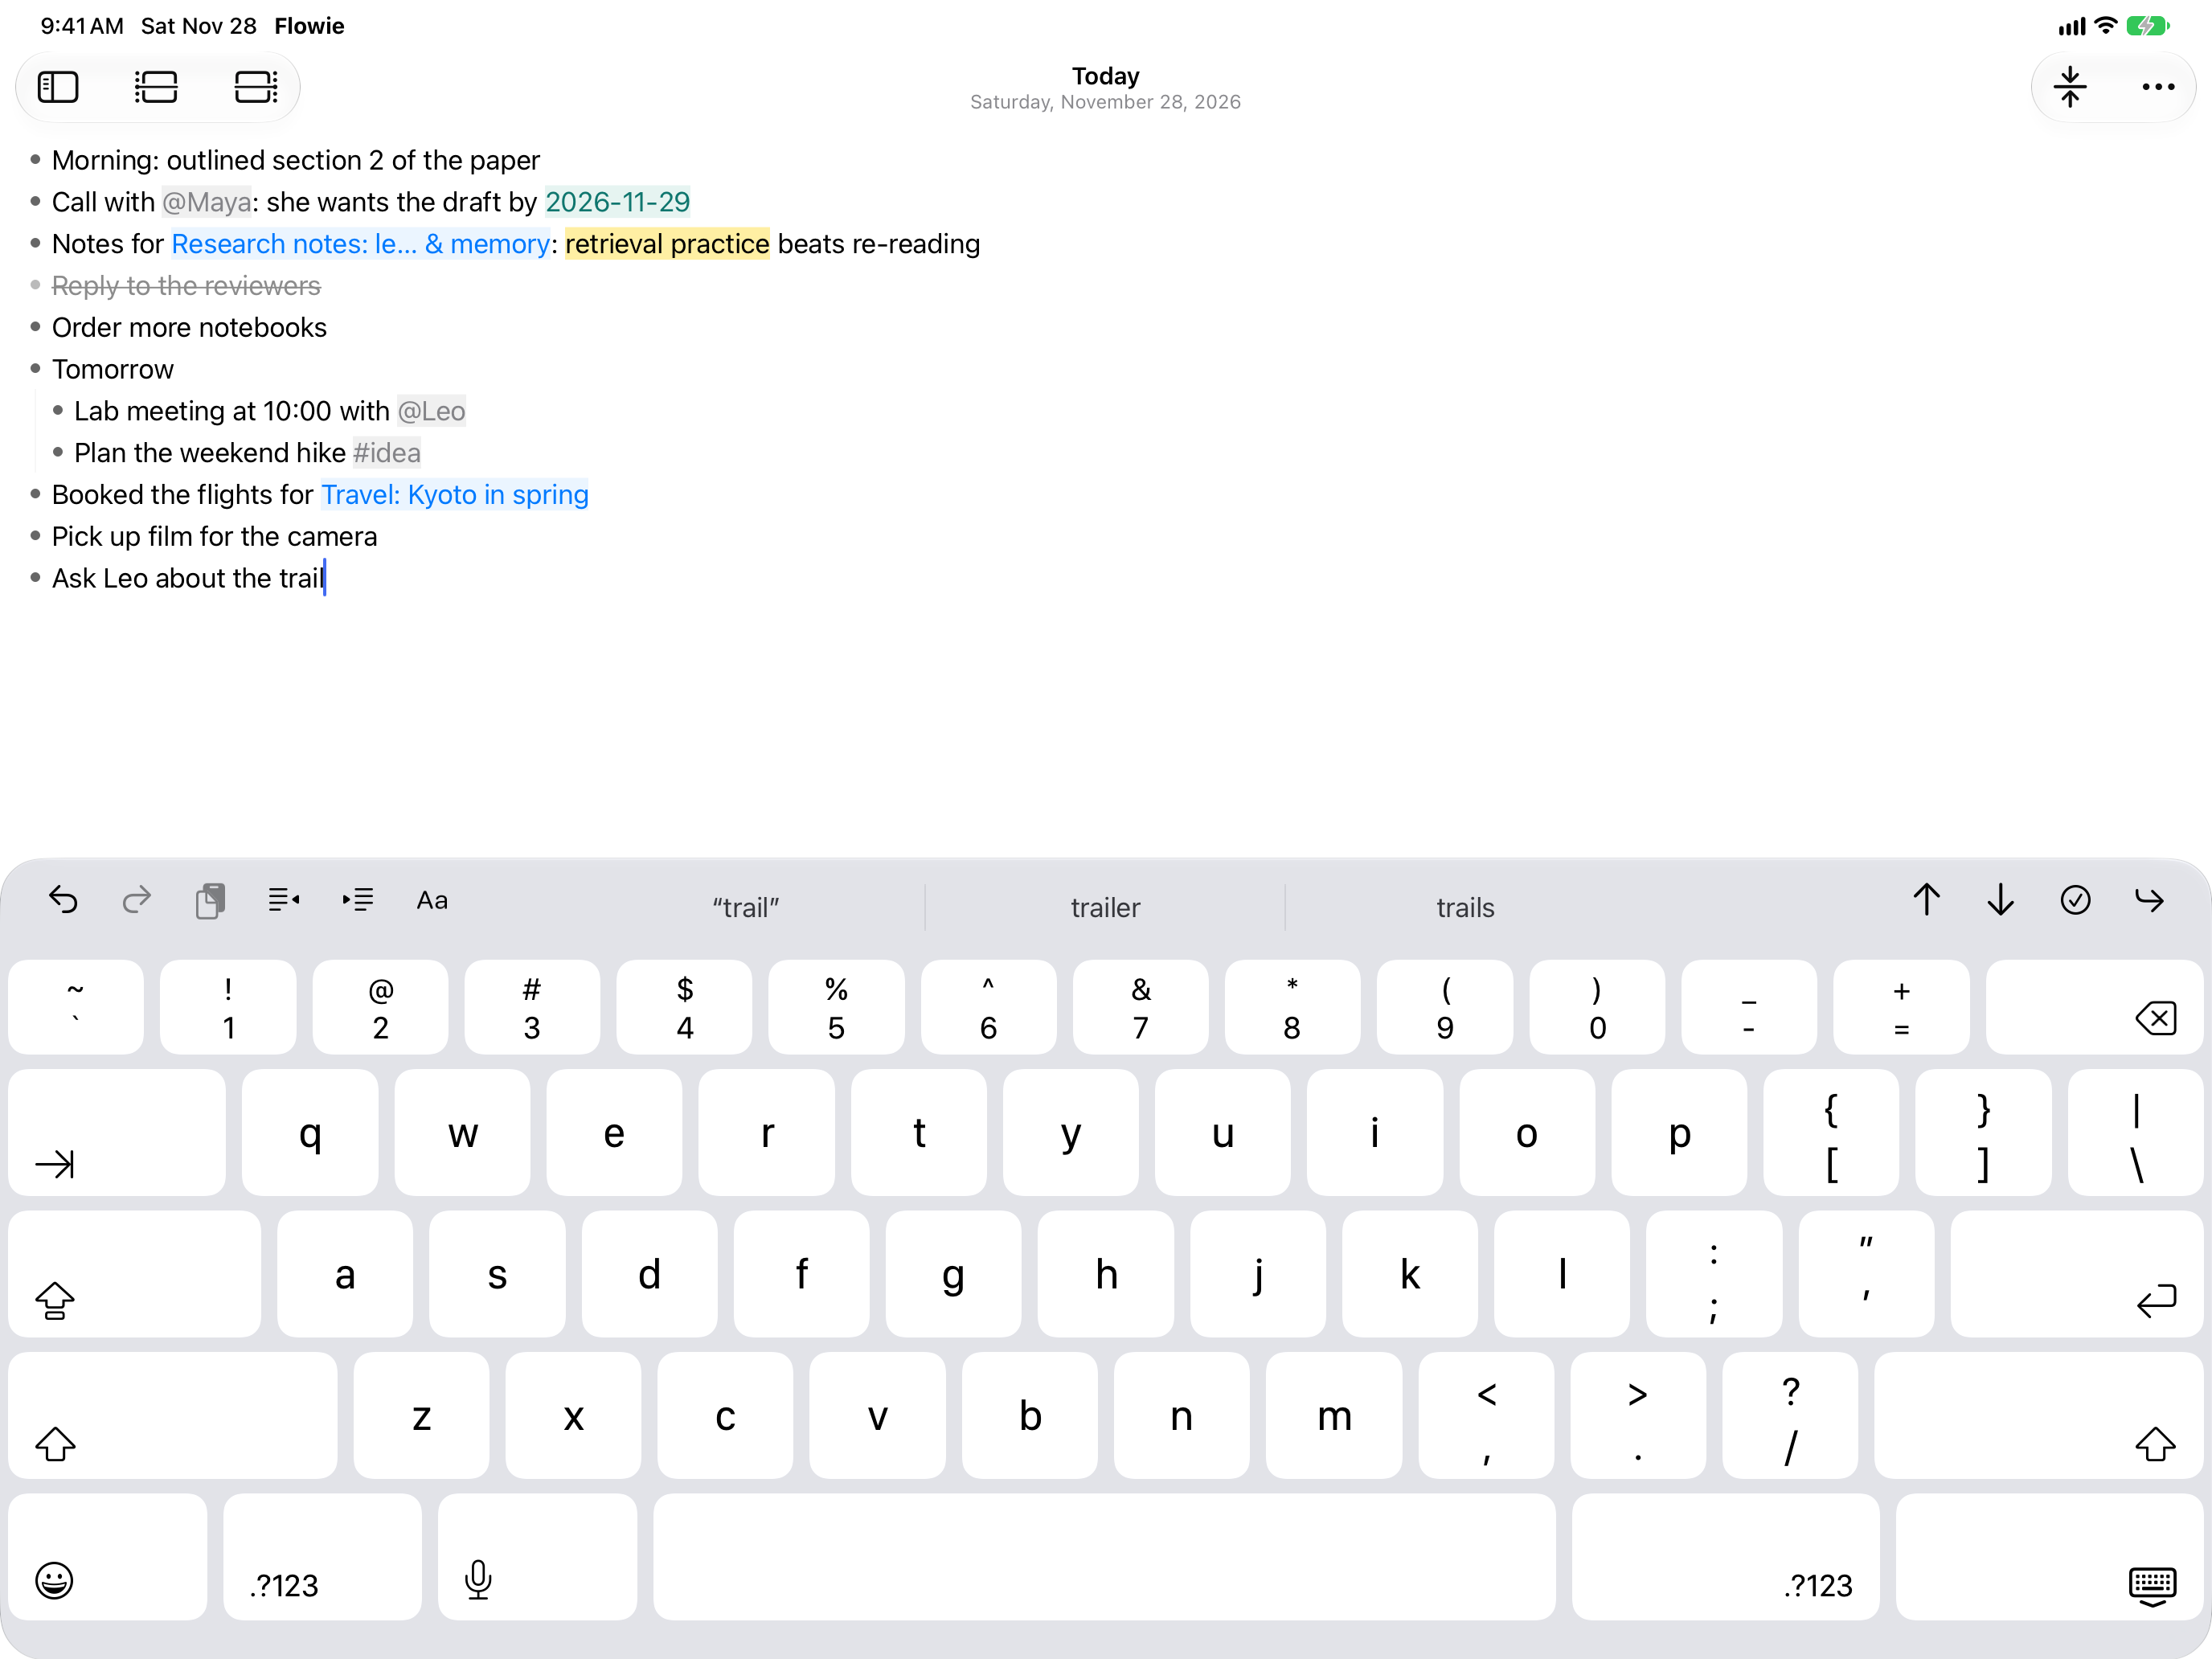 9:41 AM Sat Nov 28 Flowie
Today
Saturday, November 28, 2026
Morning: outlined section 2 of the paper
Call with @Maya: she wants the draft by 2026-11-29
Notes for Research notes: le... & memory: retrieval practice beats re-reading
Reply to the reviewers
Order more notebooks
Tomorrow
Lab meeting at 10:00 with @Leo
Plan the weekend hike #idea
Booked the flights for Travel: Kyoto in spring
Pick up film for the camera
Ask Leo about the trail
Aa “trail” trailer trails
~ ! @ # $ % ^ & * ( ) _ +
` 1 2 3 4 5 6 7 8 9 0 - =
q w e r t y u i o p { } |
[ ] \
a s d f g h j k l : "
; '
z x c v b n m < > ?
, . /
.?123 .?123